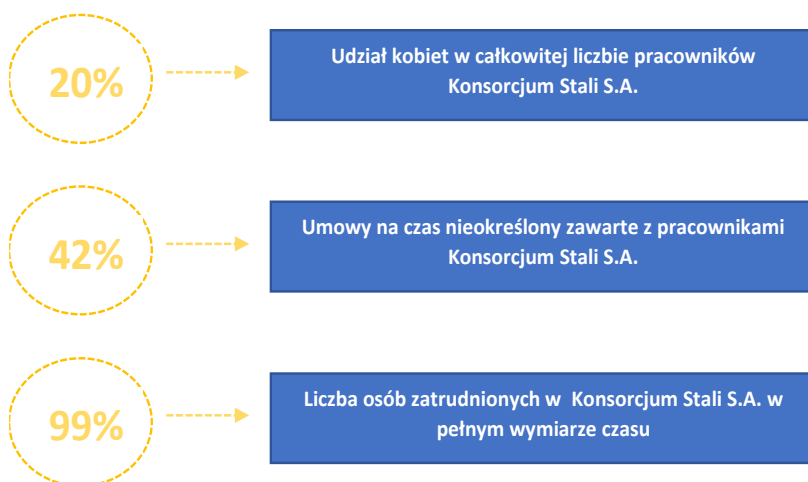 20%
Udział kobiet w całkowitej liczbie pracowników
Konsorcjum Stali S.A.
42%
Umowy na czas nieokreślony zawarte z pracownikami
Konsorcjum Stali S.A.
99%
Liczba osób zatrudnionych w  Konsorcjum Stali S.A. w
pełnym wymiarze czasu